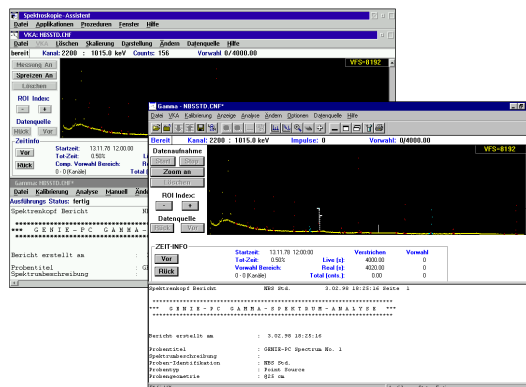 Spektroskopie-Assistent
Datei Applikationen Prozeduren Fenster Hilfe
VKA: NBSSTD.CNF*
Datei VKA Löschen Skalierung Darstellung Ändern Datenquelle Hilfe
bereit Kanal: 2200 : 1015.0 keV Counts: 156 Vorwahl 0/4000.00
Messung An
Spreizen An
Löschen
ROI Index:
- +
Datenquelle
Rück Vor
VFS-8192
Zeitinfo
Vor
Rück
Startzeit: 13.11.78 12:00:00
Tot-Zeit: 0.50%
Comp. Vorwahl Bereich:
0 - 0 (Kanäle) Total
Gamma: NBSSTD.CNF*
Datei Kalibrierung Analyse Manuell
Ausführungs Status: fertig
Spektrenkopf Bericht
*** G E N I E - P C G A M M A -
Bericht erstellt am :
Probentitel :
Spektrumbeschreibung :
Gamma - NBSSTD.CNF*
Datei VKA Kalibrierung Anzeige Analyse Ändern Optionen Datenquelle Hilfe
Bereit Kanal: 2200 : 1015.0 keV Impulse: 0 Vorwahl: 0/4000.00
Datenaufnahme
Start Stop
Zoom an
Löschen
ROI Index:
- +
Datenquelle
Rück Vor
VFS-8192
ZEIT-INFO
Vor
Rück
Startzeit: 13.11.78 12:00:00 Verstrichen Vorwahl
Tot-Zeit: 0.50% Live (s): 4000.00 0
Vorwahl Bereich: Real (s): 4020.00 0
0 - 0 (Kanäle) Total (cnts.): 0.00 0
Spektrenkopf Bericht NBS Std. 3.02.98 18:25:16 Seite 1
*****************************************************************
*** G E N I E - P C G A M M A - S P E K T R U M - A N A L Y S E ***
*****************************************************************
Bericht erstellt am : 3.02.98 18:25:16
Probentitel : GENIE-PC Spectrum No. 1
Spektrumbeschreibung :
Proben-Identifikation : NBS Std.
Probentyp : Point Source
Probengeometrie : @25 cm